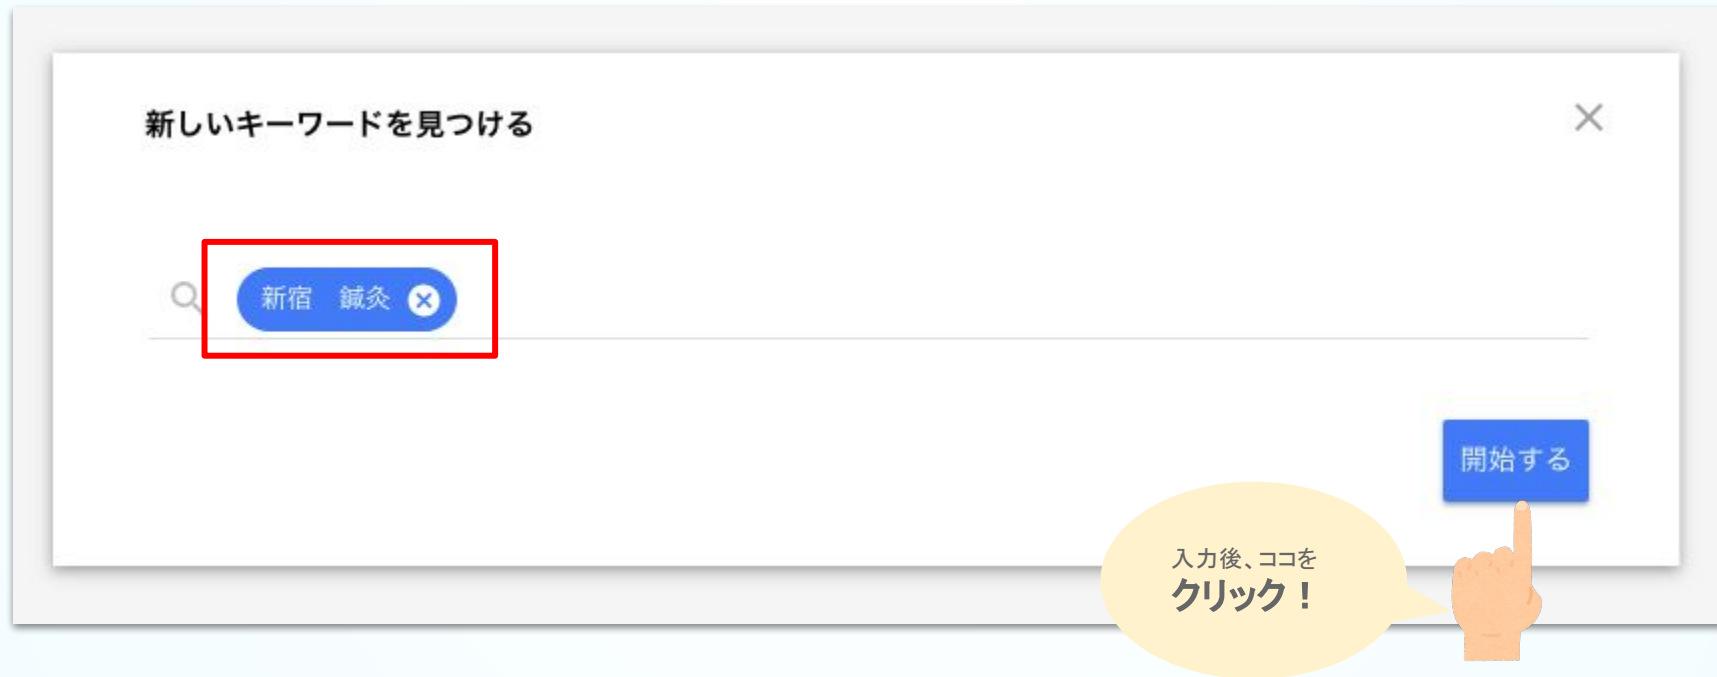 新しいキーワードを見つける
新宿　鍼灸
開始する
入力後、ココを
クリック！